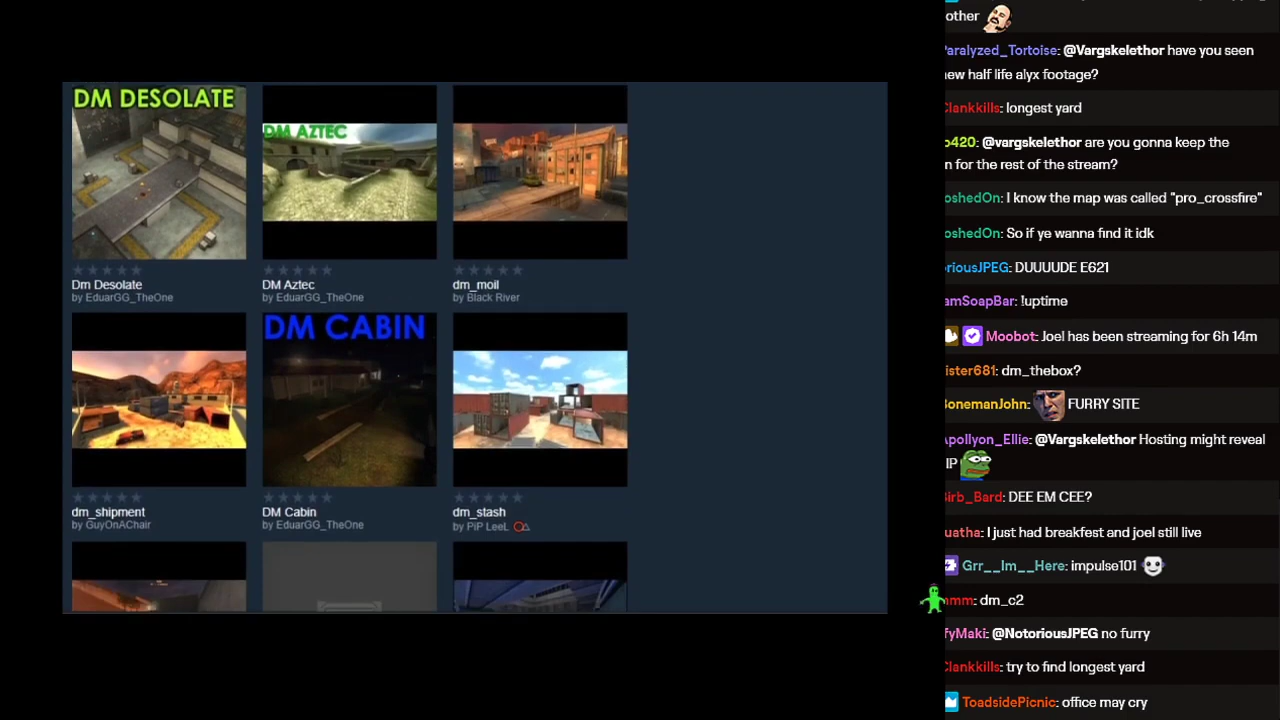 DM DESOLATE
DM AZTEC
Dm Desolate
by EduarGG_TheOne
DM Aztec
by EduarGG_TheOne
dm_moil
by Black River
DM CABIN
dm_shipment
by GuyOnAChair
DM Cabin
by EduarGG_TheOne
dm_stash
by PiP LeeL
other
Paralyzed_Tortoise: @Vargskelethor have you seen
new half life alyx footage?
Clankkills: longest yard
o420: @vargskelethor are you gonna keep the
n for the rest of the stream?
oshedOn: I know the map was called "pro_crossfire"
oshedOn: So if ye wanna find it idk
oriousJPEG: DUUUUDE E621
amSoapBar: !uptime
Moobot: Joel has been streaming for 6h 14m
ister681: dm_thebox?
BonemanJohn: FURRY SITE
Apollyon_Ellie: @Vargskelethor Hosting might reveal
IP
Birb_Bard: DEE EM CEE?
uatha: I just had breakfest and joel still live
Grr__Im__Here: impulse101
mm: dm_c2
fyMaki: @NotoriousJPEG no furry
Clankkills: try to find longest yard
ToadsidePicnic: office may cry